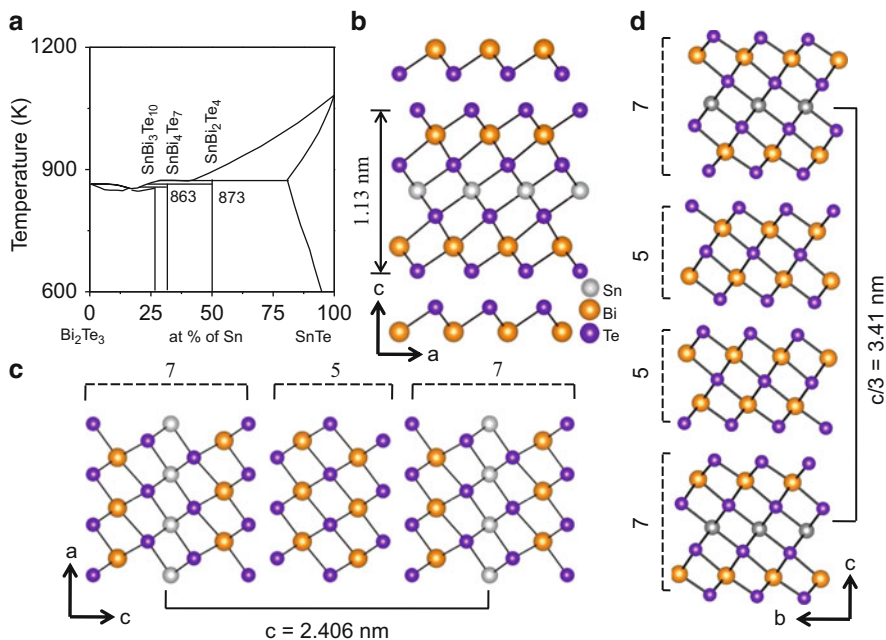 a
1200
900
600
Temperature (K)
SnBi₃Te₁₀
SnBi₄Te₇
SnBi₂Te₄
863
873
0 25 50 75 100
Bi₂Te₃ at % of Sn SnTe
b
1.13 nm
c
a
Sn
Bi
Te
c
7 5 7
a
c
c = 2.406 nm
d
7
5
5
7
c/3 = 3.41 nm
c
b